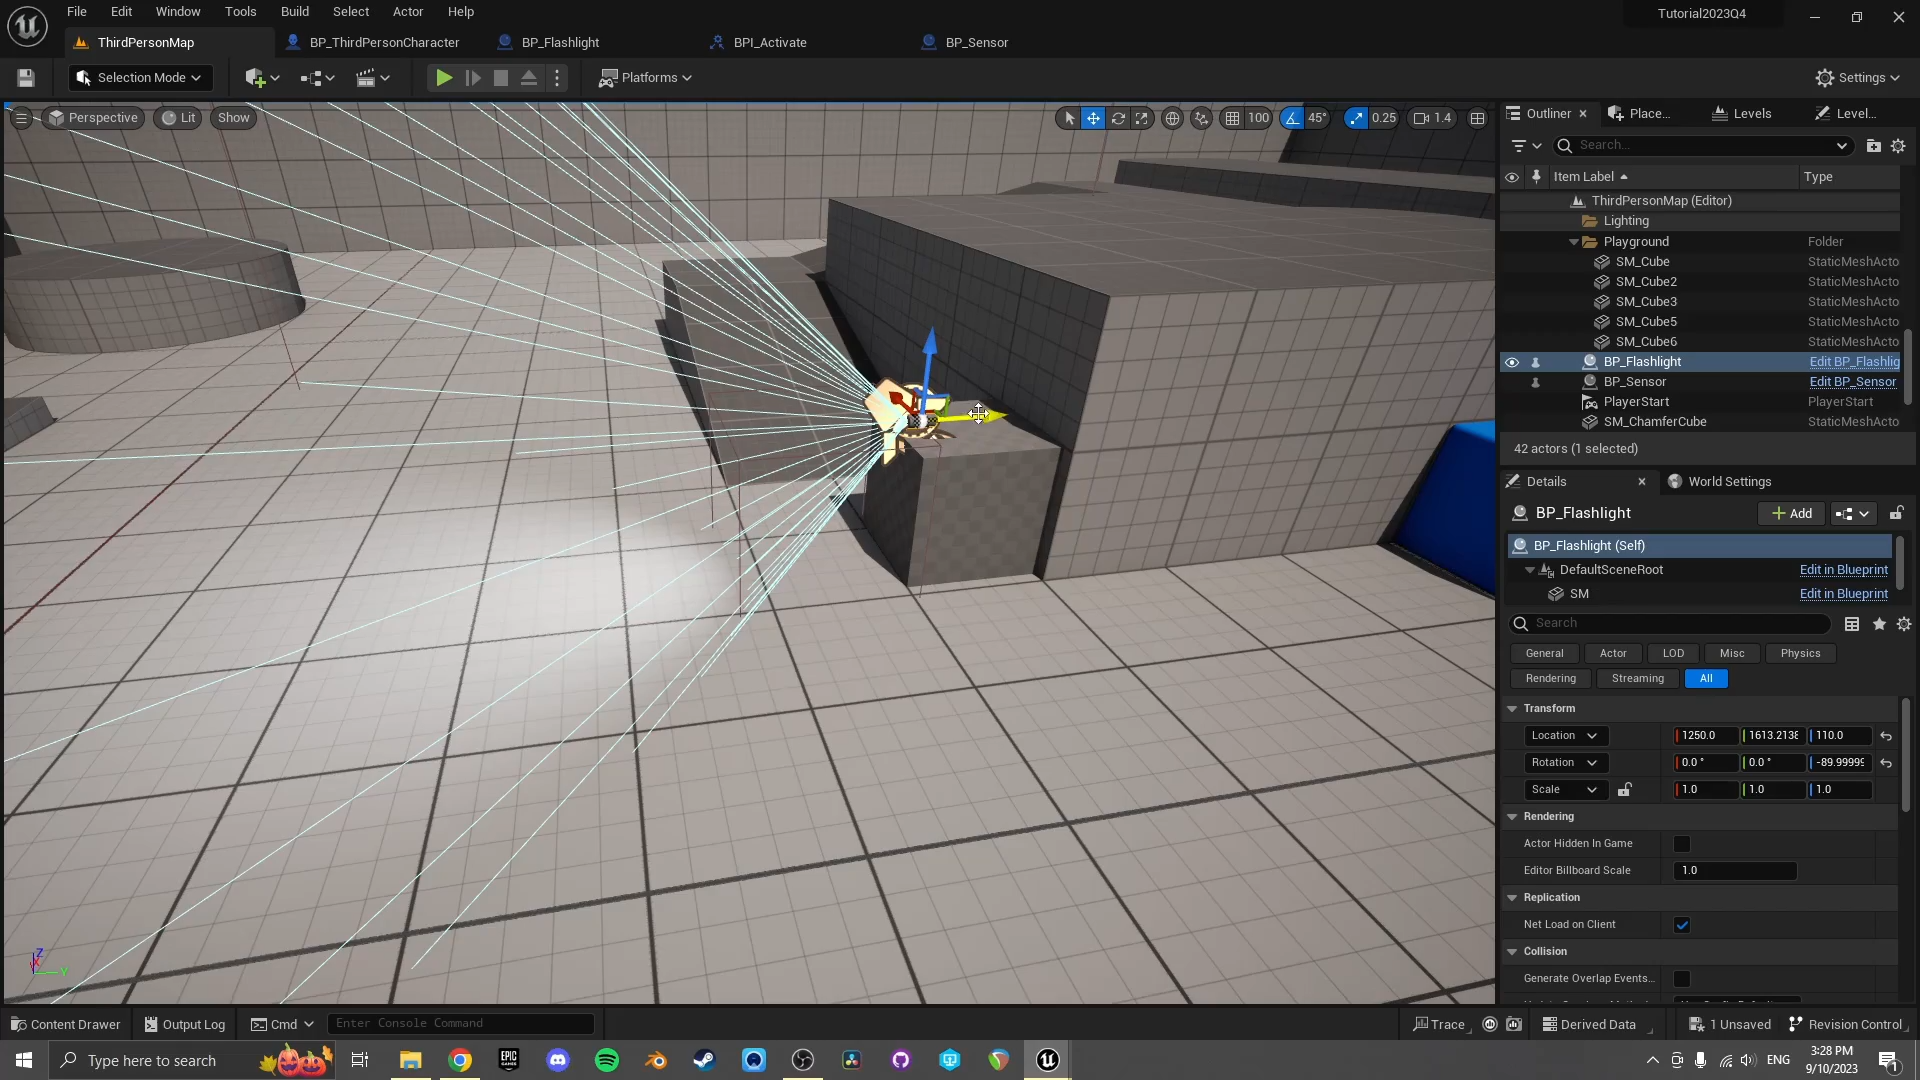 File Edit Window Tools Build Select Actor Help
Tutorial2023Q4
ThirdPersonMap
BP_ThirdPersonCharacter
BP_Flashlight
BPI_Activate
BP_Sensor
Selection Mode
Platforms
Settings
Perspective
Lit
Show
100
45°
0.25
1.4
Outliner
Place...
Levels
Level...
Search...
Item Label
Type
ThirdPersonMap (Editor)
Lighting
Playground
Folder
SM_Cube
StaticMeshActo
SM_Cube2
StaticMeshActo
SM_Cube3
StaticMeshActo
SM_Cube5
StaticMeshActo
SM_Cube6
StaticMeshActo
BP_Flashlight
Edit BP_Flashlig
BP_Sensor
Edit BP_Sensor
PlayerStart
PlayerStart
SM_ChamferCube
StaticMeshActo
42 actors (1 selected)
Details
World Settings
BP_Flashlight
Add
BP_Flashlight (Self)
DefaultSceneRoot
Edit in Blueprint
SM
Edit in Blueprint
Search
General
Actor
LOD
Misc
Physics
Rendering
Streaming
All
Transform
Location
1250.0
1613.2138
110.0
Rotation
0.0 °
0.0 °
-89.99999
Scale
1.0
1.0
1.0
Rendering
Actor Hidden In Game
Editor Billboard Scale
1.0
Replication
Net Load on Client
Collision
Generate Overlap Events...
Z
X
Y
Content Drawer
Output Log
Cmd
Enter Console Command
Trace
Derived Data
1 Unsaved
Revision Control
Type here to search
EPIC
GAMES
ENG
3:28 PM
9/10/2023
1